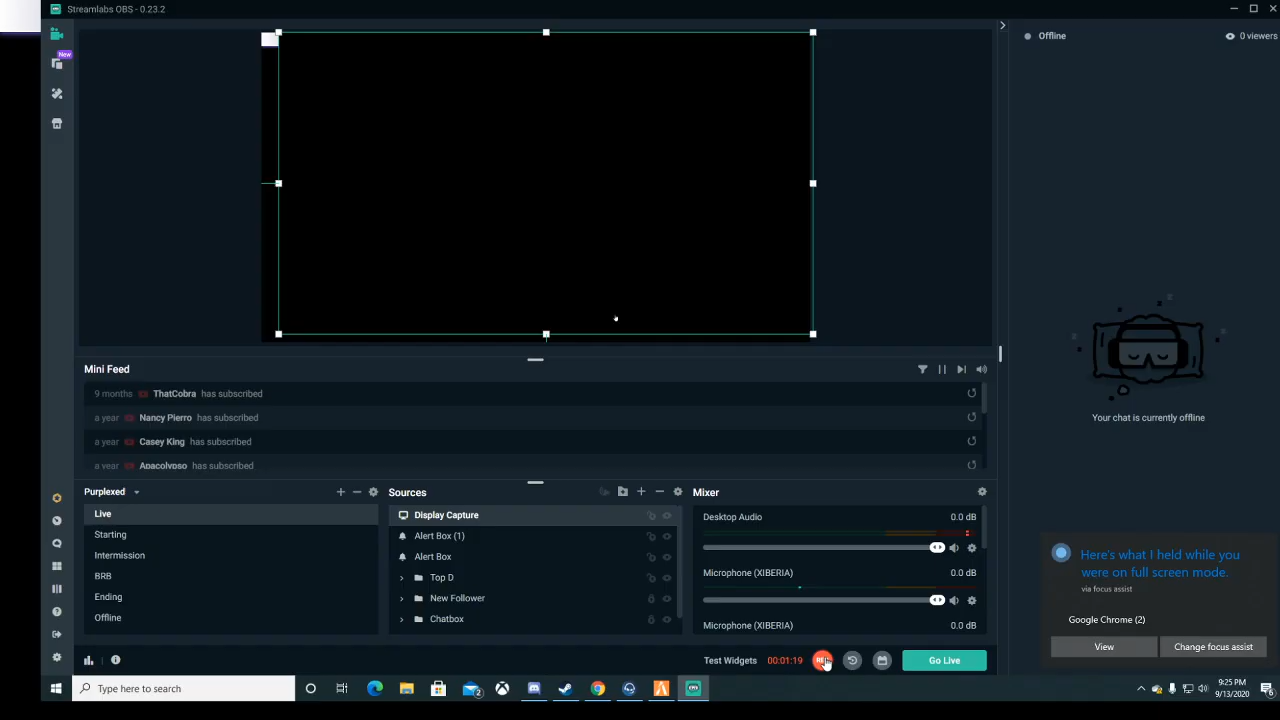 Streamlabs OBS - 0.23.2
Offline
0 viewers
New
Mini Feed
9 months ThatCobra has subscribed
a year Nancy Pierro has subscribed
a year Casey King has subscribed
a year Apacolypso has subscribed
Your chat is currently offline
Purplexed
Live
Starting
Intermission
BRB
Ending
Offline
Sources
Display Capture
Alert Box (1)
Alert Box
Top D
New Follower
Chatbox
Mixer
Desktop Audio 0.0 dB
Microphone (XIBERIA) 0.0 dB
Microphone (XIBERIA) 0.0 dB
Here's what I held while you
were on full screen mode.
via focus assist
Google Chrome (2)
View
Change focus assist
Test Widgets 00:01:19 Go Live
Type here to search
2
9:25 PM
9/13/2020